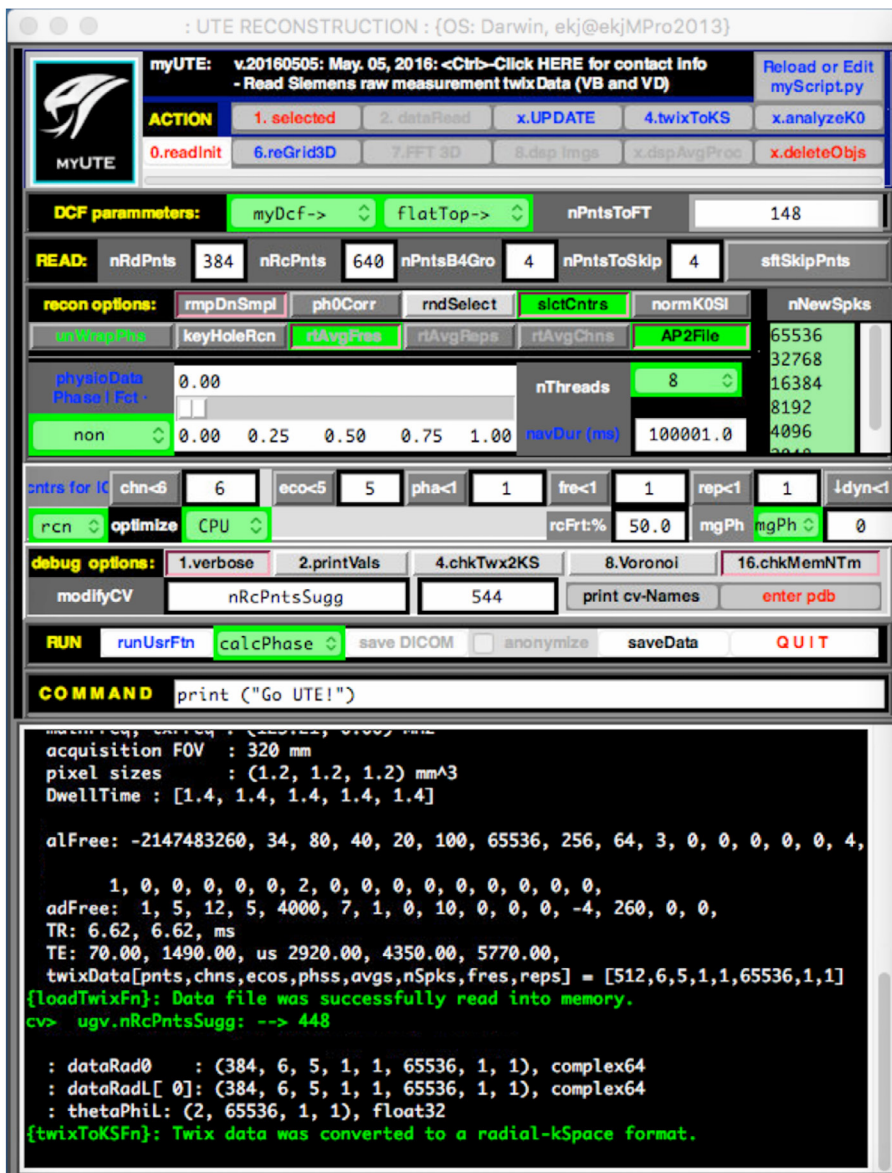 : UTE RECONSTRUCTION : {OS: Darwin, ekj@ekjMPro2013}
myUTE: v.20160505: May. 05, 2016: <Ctrl>-Click HERE for contact info
- Read Siemens raw measurement twixData (VB and VD)
Reload or Edit
myScript.py
MYUTE
ACTION 1. selected 2. dataRead x.UPDATE 4.twixToKS x.analyzeK0
0.readInit 6.reGrid3D 7.FFT 3D 8.dsp Imgs x.dspAvgProc x.deleteObjs
DCF parammeters: myDcf-> flatTop-> nPntsToFT 148
READ: nRdPnts 384 nRcPnts 640 nPntsB4Gro 4 nPntsToSkip 4 sftSkipPnts
recon options: rmpDnSmpl ph0Corr rndSelect slctCntrs normK0SI nNewSpks
unWrapPhs keyHoleRcn rtAvgFres rtAvgReps rtAvgChns AP2File
65536
32768
16384
8192
4096
physioData
Phase | Fct -
0.00
nThreads 8
non 0.00 0.25 0.50 0.75 1.00 navDur (ms) 100001.0
cntrs for IC chn<6 6 eco<5 5 pha<1 1 fre<1 1 rep<1 1 ↓dyn<1
rcn optimize CPU rcFrt:% 50.0 mgPh mgPh 0
debug options: 1.verbose 2.printVals 4.chkTwx2KS 8.Voronoi 16.chkMemNTm
modifyCV nRcPntsSugg 544 print cv-Names enter pdb
RUN runUsrFtn calcPhase save DICOM anonymize saveData QUIT
COMMAND print ("Go UTE!")
acquisition FOV : 320 mm
pixel sizes : (1.2, 1.2, 1.2) mm^3
DwellTime : [1.4, 1.4, 1.4, 1.4, 1.4]
alFree: -2147483260, 34, 80, 40, 20, 100, 65536, 256, 64, 3, 0, 0, 0, 0, 0, 4,
1, 0, 0, 0, 0, 0, 2, 0, 0, 0, 0, 0, 0, 0, 0, 0,
adFree: 1, 5, 12, 5, 4000, 7, 1, 0, 10, 0, 0, 0, -4, 260, 0, 0,
TR: 6.62, 6.62, ms
TE: 70.00, 1490.00, us 2920.00, 4350.00, 5770.00,
twixData[pnts,chns,ecos,phss,avgs,nSpks,fres,reps] = [512,6,5,1,1,65536,1,1]
{loadTwixFn}: Data file was successfully read into memory.
cv> ugv.nRcPntsSugg: --> 448
: dataRad0 : (384, 6, 5, 1, 1, 65536, 1, 1), complex64
: dataRadL[ 0]: (384, 6, 5, 1, 1, 65536, 1, 1), complex64
: thetaPhiL: (2, 65536, 1, 1), float32
{twixToKSFn}: Twix data was converted to a radial-kSpace format.